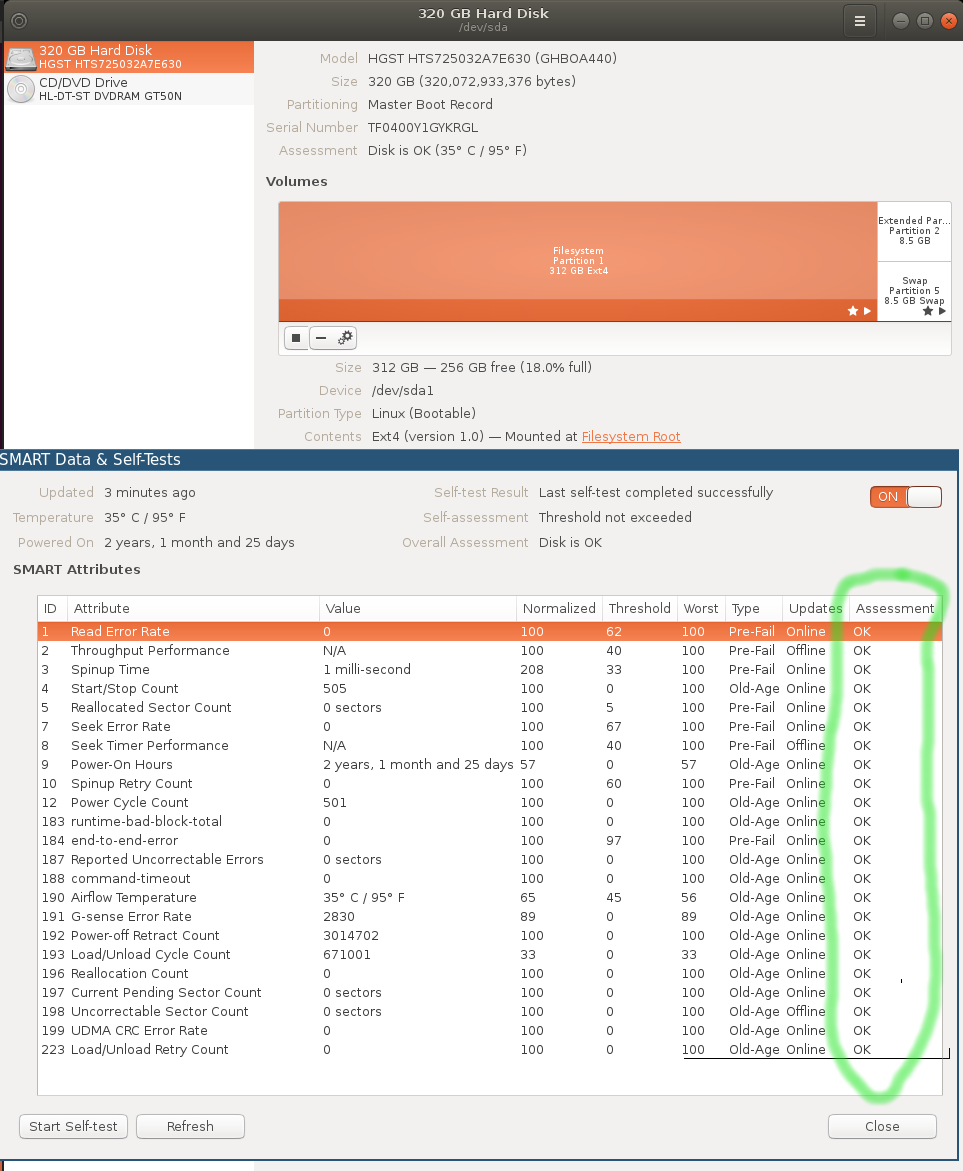 320 GB Hard Disk
/dev/sda
320 GB Hard Disk
HGST HTS725032A7E630
CD/DVD Drive
HL-DT-ST DVDRAM GT50N
Model HGST HTS725032A7E630 (GHBOA440)
Size 320 GB (320,072,933,376 bytes)
Partitioning Master Boot Record
Serial Number TF0400Y1GYKRGL
Assessment Disk is OK (35° C / 95° F)
Volumes
Filesystem
Partition 1
312 GB Ext4
Extended Par...
Partition 2
8.5 GB
Swap
Partition 5
8.5 GB Swap
Size 312 GB — 256 GB free (18.0% full)
Device /dev/sda1
Partition Type Linux (Bootable)
Contents Ext4 (version 1.0) — Mounted at Filesystem Root
SMART Data & Self-Tests
Updated 3 minutes ago Self-test Result Last self-test completed successfully ON
Temperature 35° C / 95° F Self-assessment Threshold not exceeded
Powered On 2 years, 1 month and 25 days Overall Assessment Disk is OK
SMART Attributes
ID Attribute Value Normalized Threshold Worst Type Updates Assessment
1 Read Error Rate 0 100 62 100 Pre-Fail Online OK
2 Throughput Performance N/A 100 40 100 Pre-Fail Offline OK
3 Spinup Time 1 milli-second 208 33 100 Pre-Fail Online OK
4 Start/Stop Count 505 100 0 100 Old-Age Online OK
5 Reallocated Sector Count 0 sectors 100 5 100 Pre-Fail Online OK
7 Seek Error Rate 0 100 67 100 Pre-Fail Online OK
8 Seek Timer Performance N/A 100 40 100 Pre-Fail Offline OK
9 Power-On Hours 2 years, 1 month and 25 days 57 0 57 Old-Age Online OK
10 Spinup Retry Count 0 100 60 100 Pre-Fail Online OK
12 Power Cycle Count 501 100 0 100 Old-Age Online OK
183 runtime-bad-block-total 0 100 0 100 Old-Age Online OK
184 end-to-end-error 0 100 97 100 Pre-Fail Online OK
187 Reported Uncorrectable Errors 0 sectors 100 0 100 Old-Age Online OK
188 command-timeout 0 100 0 100 Old-Age Online OK
190 Airflow Temperature 35° C / 95° F 65 45 56 Old-Age Online OK
191 G-sense Error Rate 2830 89 0 89 Old-Age Online OK
192 Power-off Retract Count 3014702 100 0 100 Old-Age Online OK
193 Load/Unload Cycle Count 671001 33 0 33 Old-Age Online OK
196 Reallocation Count 0 100 0 100 Old-Age Online OK
197 Current Pending Sector Count 0 sectors 100 0 100 Old-Age Online OK
198 Uncorrectable Sector Count 0 sectors 100 0 100 Old-Age Offline OK
199 UDMA CRC Error Rate 0 100 0 100 Old-Age Online OK
223 Load/Unload Retry Count 0 100 0 100 Old-Age Online OK
Start Self-test Refresh Close